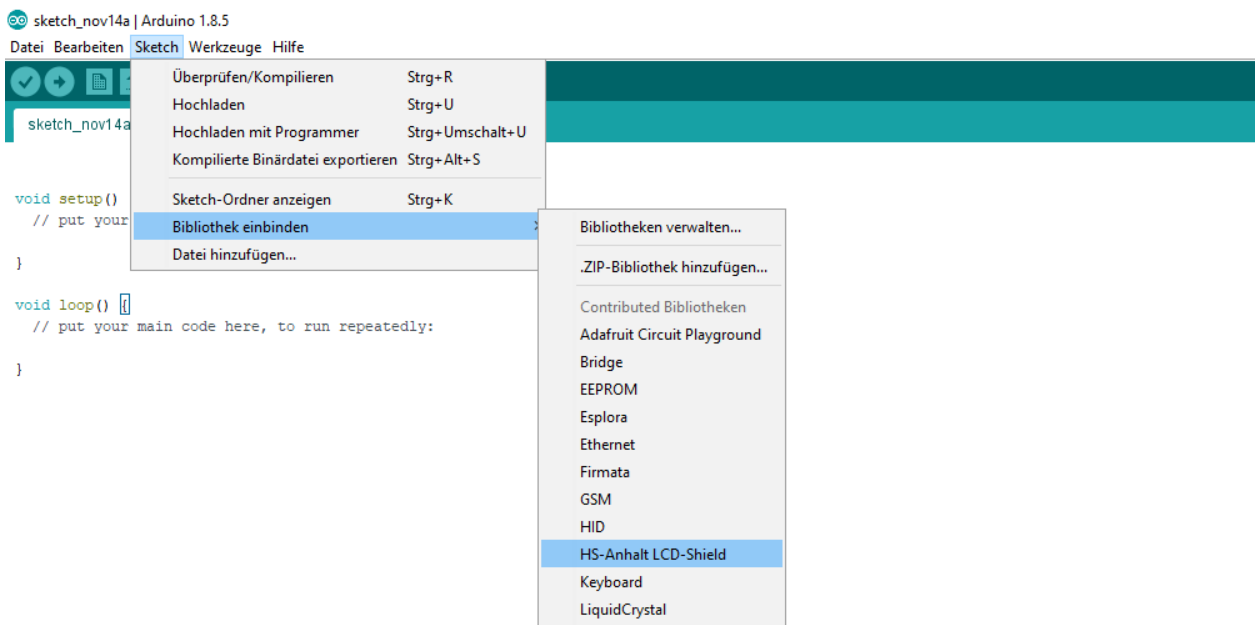 sketch_nov14a | Arduino 1.8.5
Datei Bearbeiten Sketch Werkzeuge Hilfe
sketch_nov14a
Überprüfen/Kompilieren Strg+R
Hochladen Strg+U
Hochladen mit Programmer Strg+Umschalt+U
Kompilierte Binärdatei exportieren Strg+Alt+S
Sketch-Ordner anzeigen Strg+K
Bibliothek einbinden
Datei hinzufügen...
void setup()
// put your
}
void loop() {
// put your main code here, to run repeatedly:
}
Bibliotheken verwalten...
.ZIP-Bibliothek hinzufügen...
Contributed Bibliotheken
Adafruit Circuit Playground
Bridge
EEPROM
Esplora
Ethernet
Firmata
GSM
HID
HS-Anhalt LCD-Shield
Keyboard
LiquidCrystal